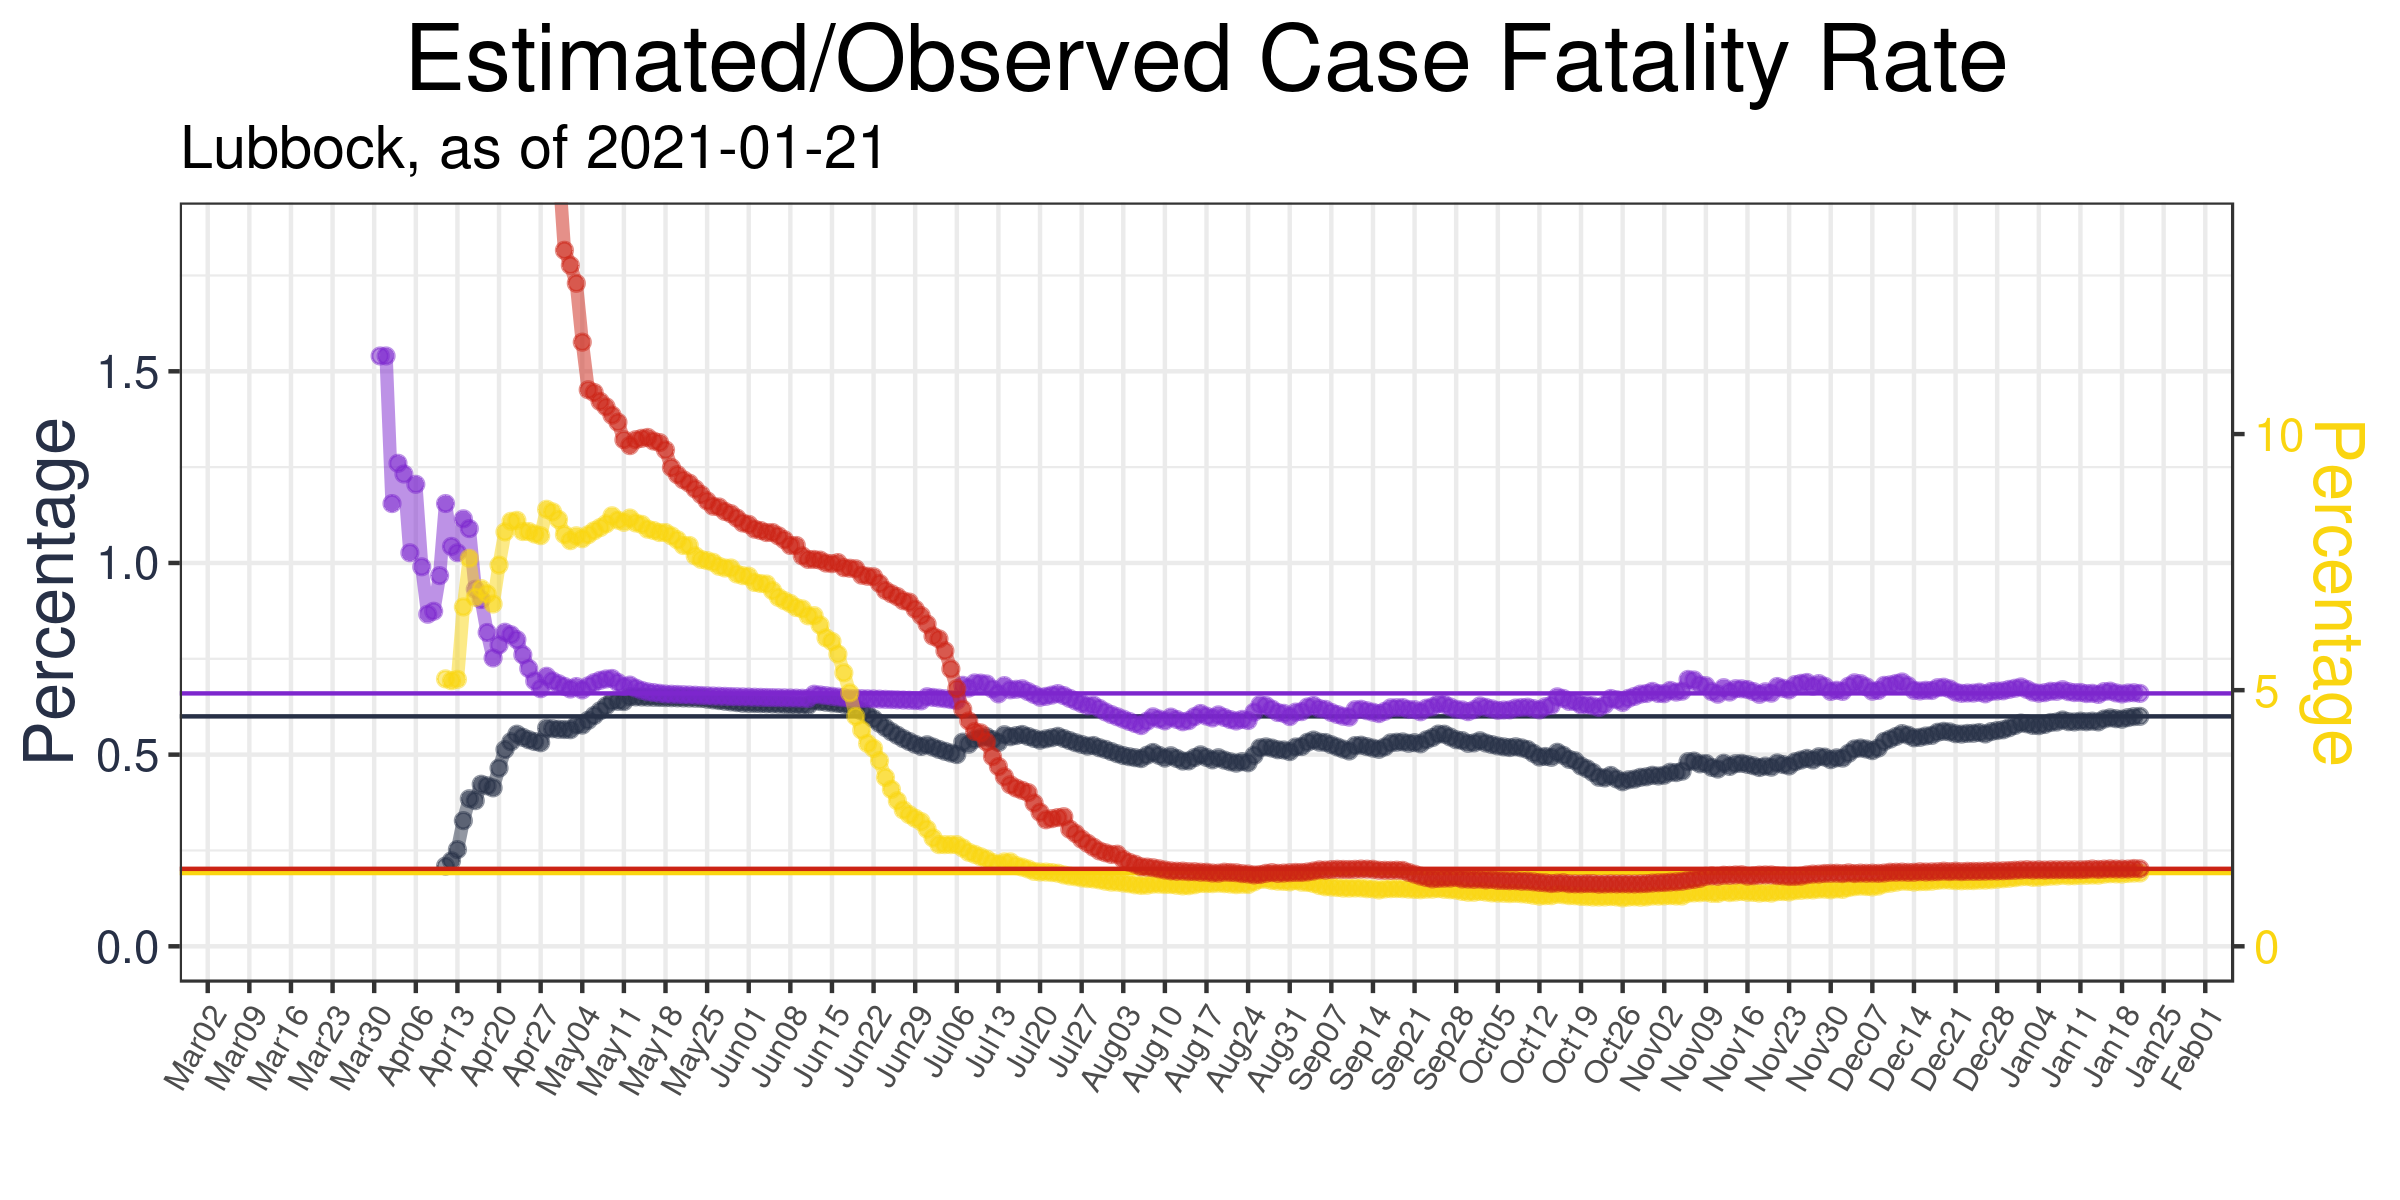 Estimated/Observed Case Fatality Rate
Lubbock, as of 2021-01-21
Percentage
1.5
1.0
0.5
0.0
10
5
0
Percentage
Mar02
Mar09
Mar16
Mar23
Mar30
Apr06
Apr13
Apr20
Apr27
May04
May11
May18
May25
Jun01
Jun08
Jun15
Jun22
Jun29
Jul06
Jul13
Jul20
Jul27
Aug03
Aug10
Aug17
Aug24
Aug31
Sep07
Sep14
Sep21
Sep28
Oct05
Oct12
Oct19
Oct26
Nov02
Nov09
Nov16
Nov23
Nov30
Dec07
Dec14
Dec21
Dec28
Jan04
Jan11
Jan18
Jan25
Feb01